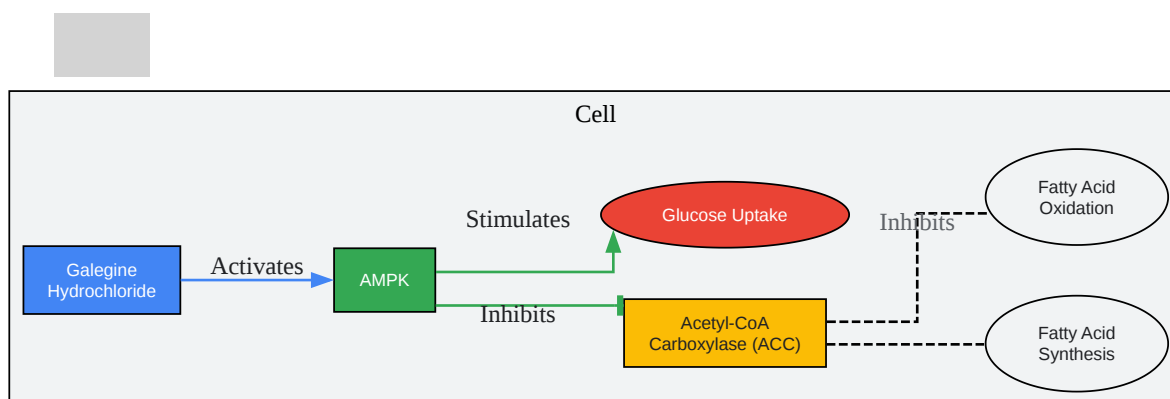 Cell
Galegine
Hydrochloride
Activates
AMPK
Stimulates
Glucose Uptake
Inhibits
Acetyl-CoA
Carboxylase (ACC)
Inhibits
Fatty Acid
Oxidation
Fatty Acid
Synthesis